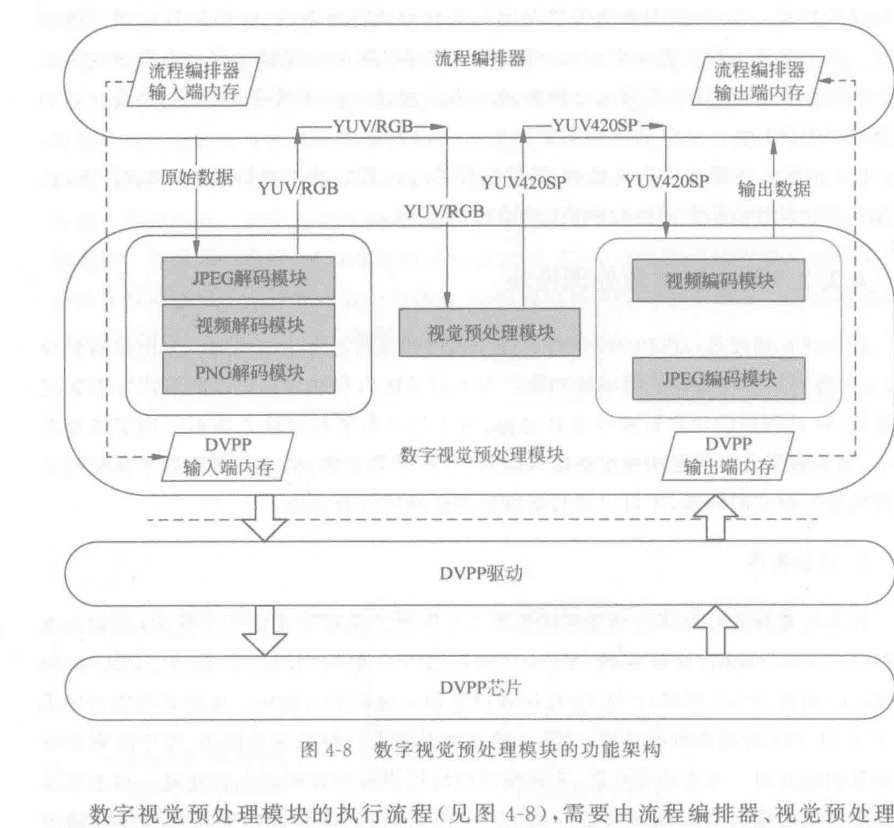 流程编排器
输入端内存
流程编排器
流程编排器
输出端内存
YUV/RGB
YUV420SP
原始数据
YUV/RGB
YUV420SP
YUV420SP
输出数据
YUV/RGB
JPEG解码模块
视频解码模块
PNG解码模块
视觉预处理模块
视频编码模块
JPEG编码模块
DVPP
输入端内存
数字视觉预处理模块
DVPP
输出端内存
DVPP驱动
DVPP芯片
图 4-8 数字视觉预处理模块的功能架构
数字视觉预处理模块的执行流程(见图 4-8),需要由流程编排器、视觉预处理